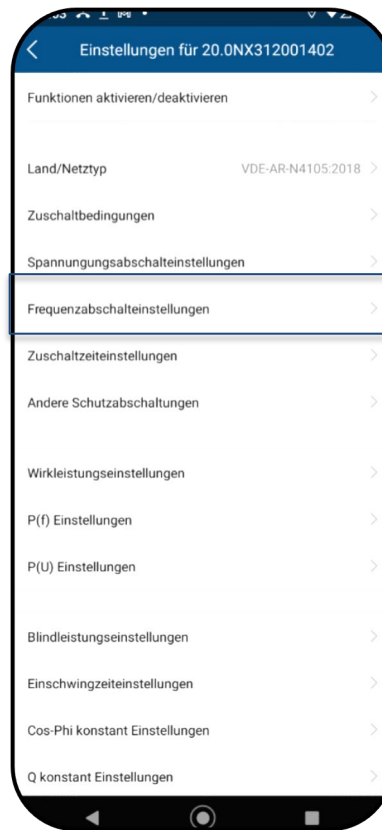 Einstellungen für 20.0NX312001402
Funktionen aktivieren/deaktivieren
Land/Netztyp VDE-AR-N4105:2018
Zuschaltbedingungen
Spannungungsabschalteinstellungen
Frequenzabschalteinstellungen
Zuschaltzeiteinstellungen
Andere Schutzabschaltungen
Wirkleistungseinstellungen
P(f) Einstellungen
P(U) Einstellungen
Blindleistungseinstellungen
Einschwingzeiteinstellungen
Cos-Phi konstant Einstellungen
Q konstant Einstellungen